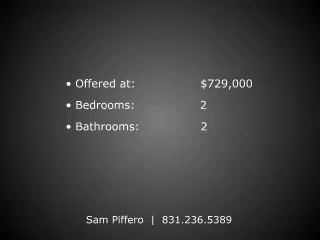 • Offered at: $729,000
• Bedrooms: 2
• Bathrooms: 2
Sam Piffero | 831.236.5389